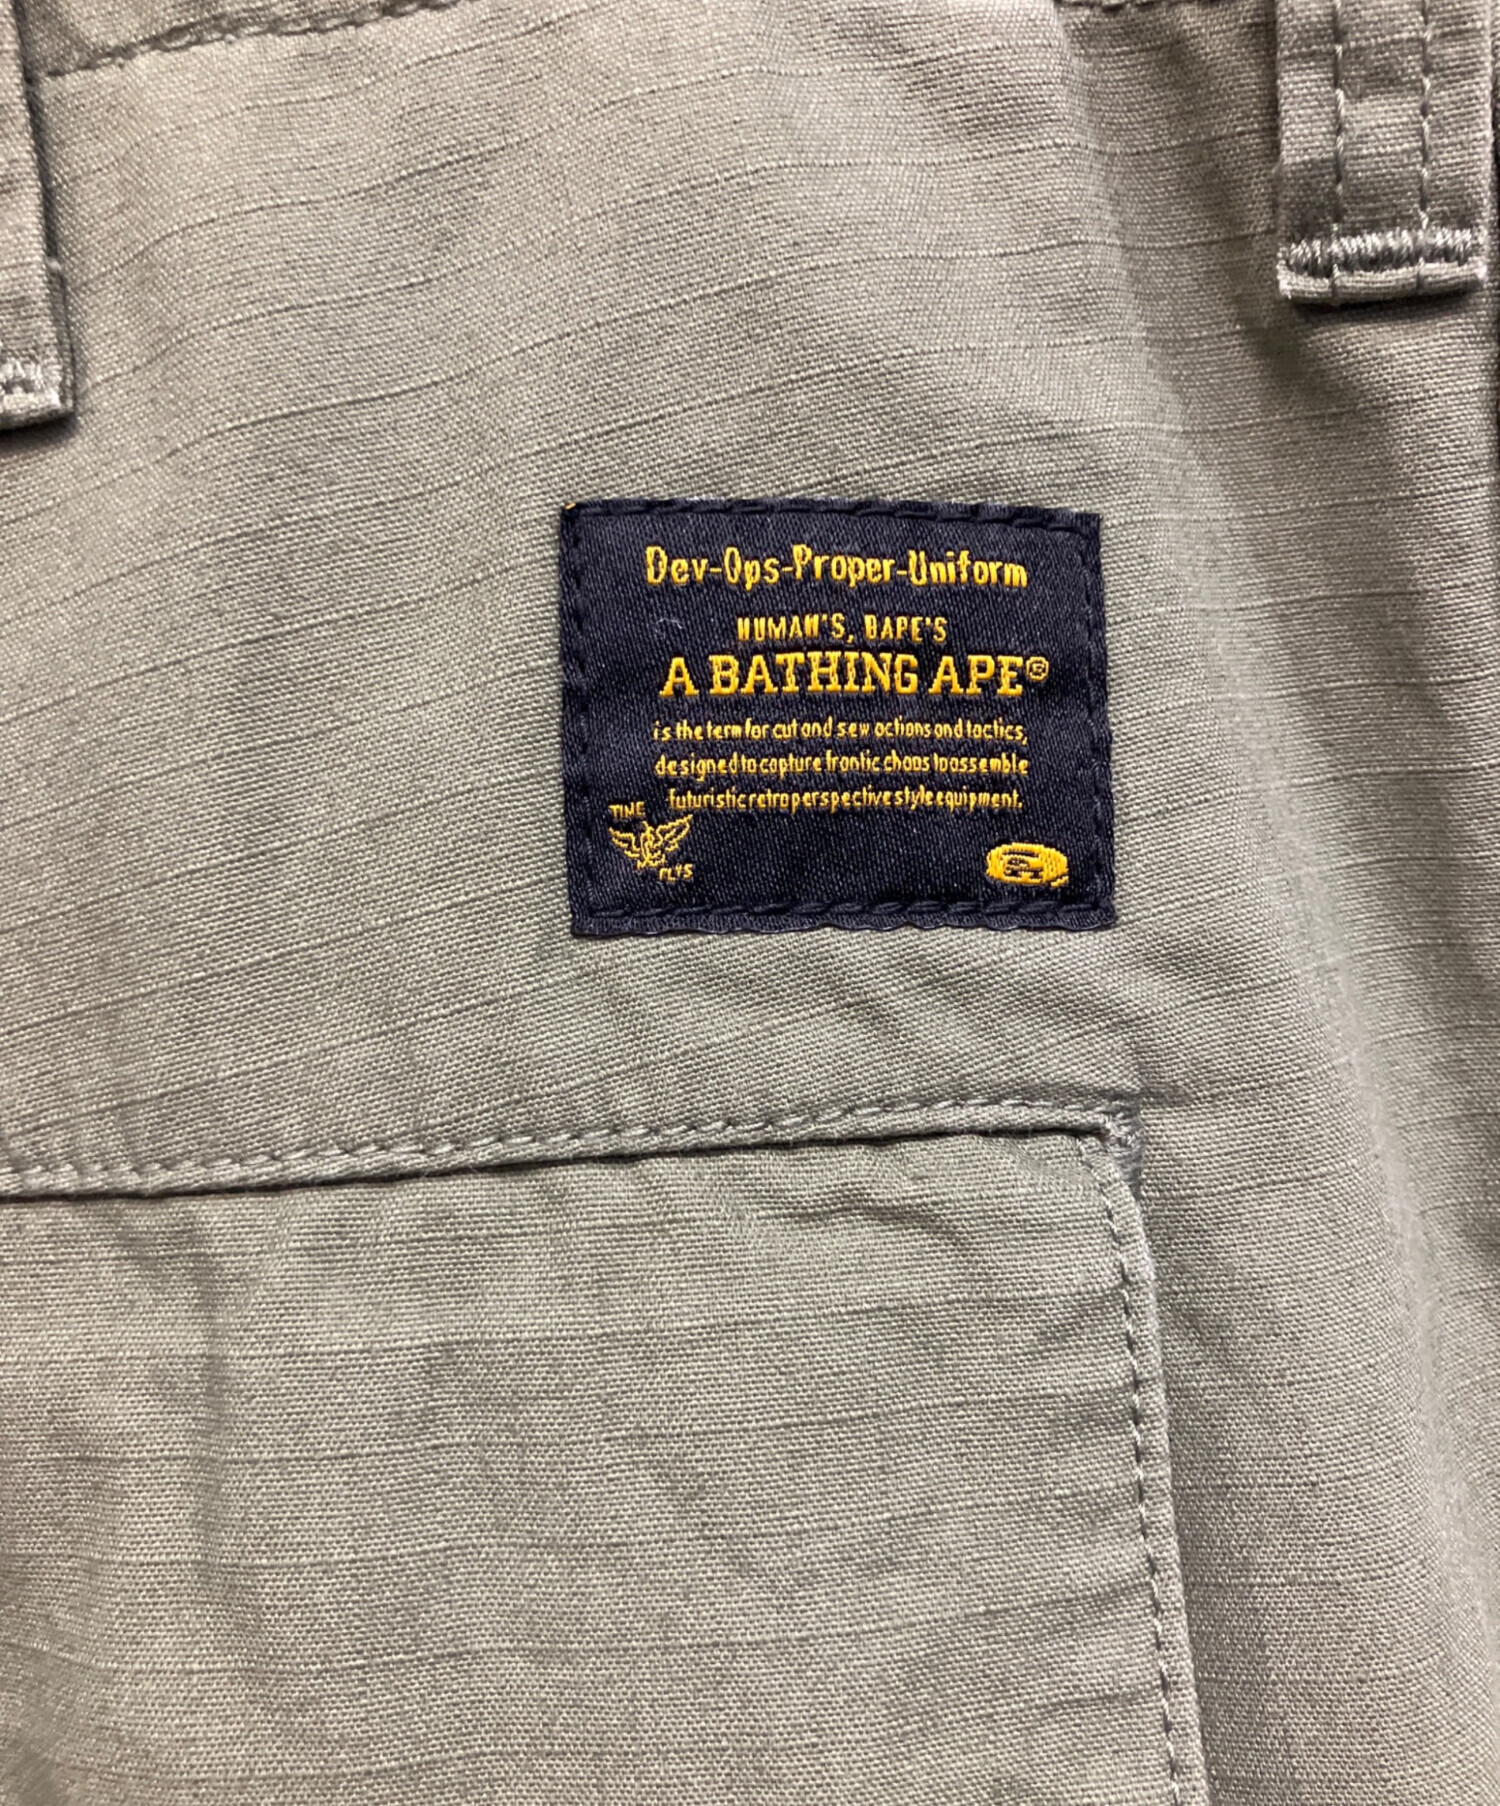 Dev-Ops-Proper-Uniform
HUMAN'S, BAPE'S
A BATHING APE®
is the term for cut and sew actions and tactics,
designed to capture frantic chaos to assemble
futuristic retro perspective style equipment.
TIME
FLYS